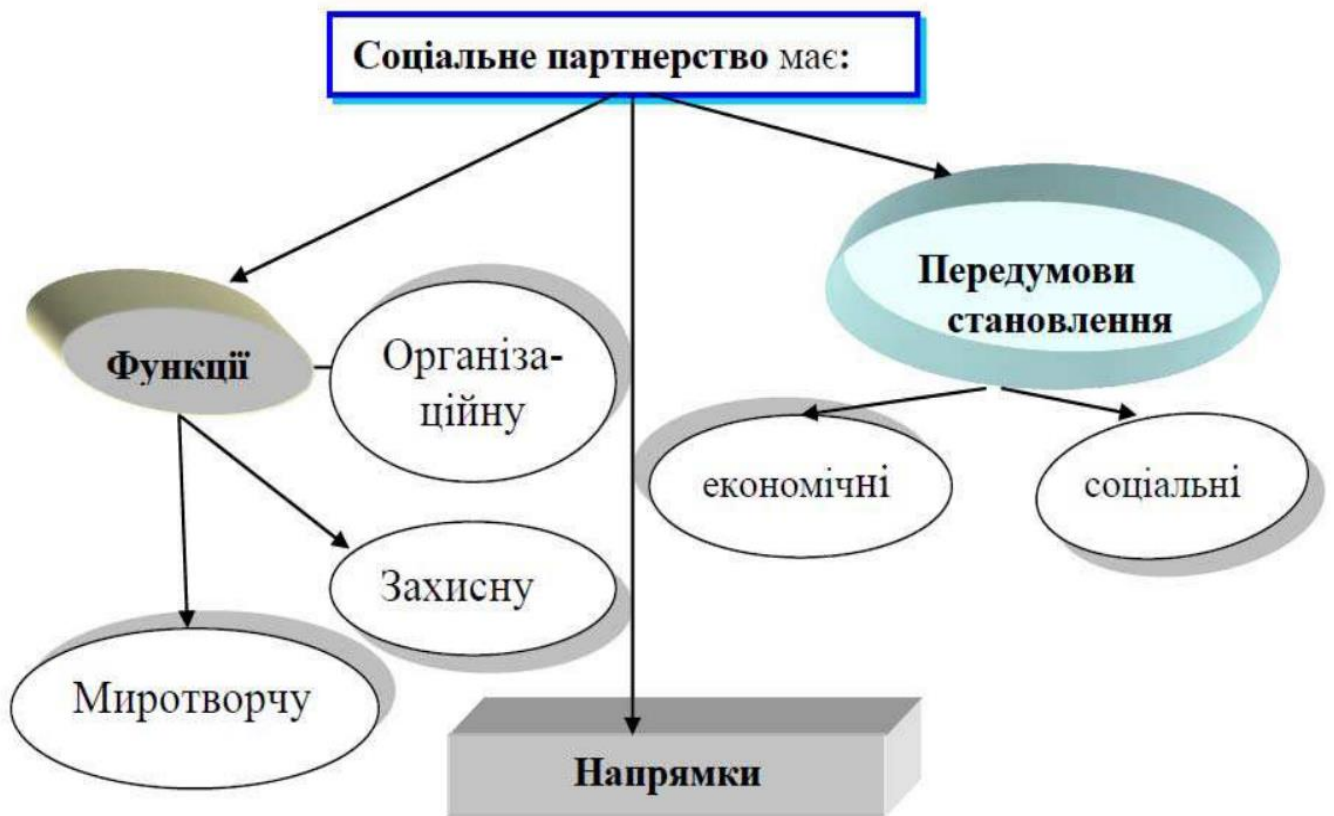 Соціальне партнерство має:
Передумови
становлення
Функції
Організа-
ційну
економічні
соціальні
Захисну
Миротворчу
Напрямки